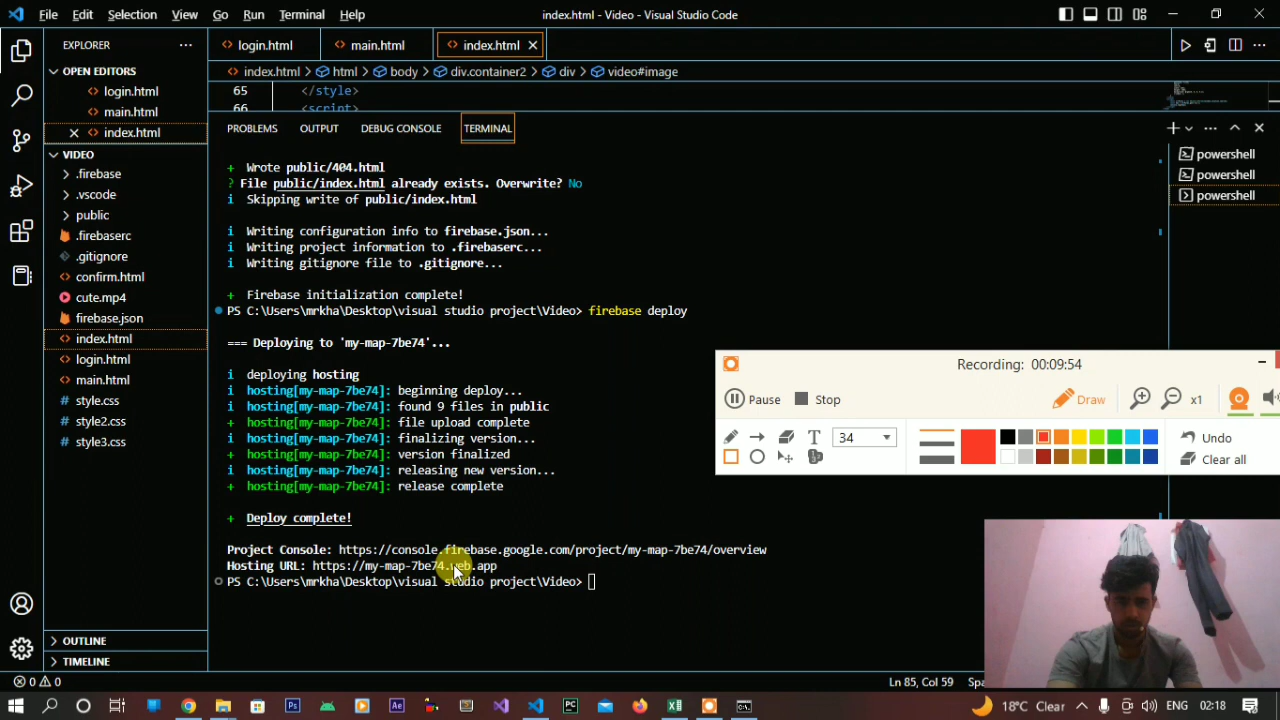 File Edit Selection View Go Run Terminal Help
index.html - Video - Visual Studio Code
EXPLORER
login.html main.html index.html
OPEN EDITORS
index.html > html > body > div.container2 > div > video#image
login.html
main.html
index.html
65 </style>
66 <script>
PROBLEMS OUTPUT DEBUG CONSOLE TERMINAL
VIDEO
.firebase
.vscode
public
.firebaserc
.gitignore
confirm.html
cute.mp4
firebase.json
index.html
login.html
main.html
style.css
style2.css
style3.css
OUTLINE
TIMELINE
+ Wrote public/404.html
? File public/index.html already exists. Overwrite? No
i Skipping write of public/index.html
i Writing configuration info to firebase.json...
i Writing project information to .firebaserc...
i Writing gitignore file to .gitignore...
+ Firebase initialization complete!
PS C:\Users\mrkha\Desktop\visual studio project\Video> firebase deploy
=== Deploying to 'my-map-7be74'...
i deploying hosting
i hosting[my-map-7be74]: beginning deploy...
i hosting[my-map-7be74]: found 9 files in public
+ hosting[my-map-7be74]: file upload complete
i hosting[my-map-7be74]: finalizing version...
+ hosting[my-map-7be74]: version finalized
i hosting[my-map-7be74]: releasing new version...
+ hosting[my-map-7be74]: release complete
+ Deploy complete!
Project Console: https://console.firebase.google.com/project/my-map-7be74/overview
Hosting URL: https://my-map-7be74.web.app
PS C:\Users\mrkha\Desktop\visual studio project\Video>
powershell
powershell
powershell
Recording: 00:09:54
Pause Stop Draw x1
T 34 Undo
Clear all
0 0 Ln 85, Col 59 Spa
Ps Ae PC 18°C Clear ENG 02:18